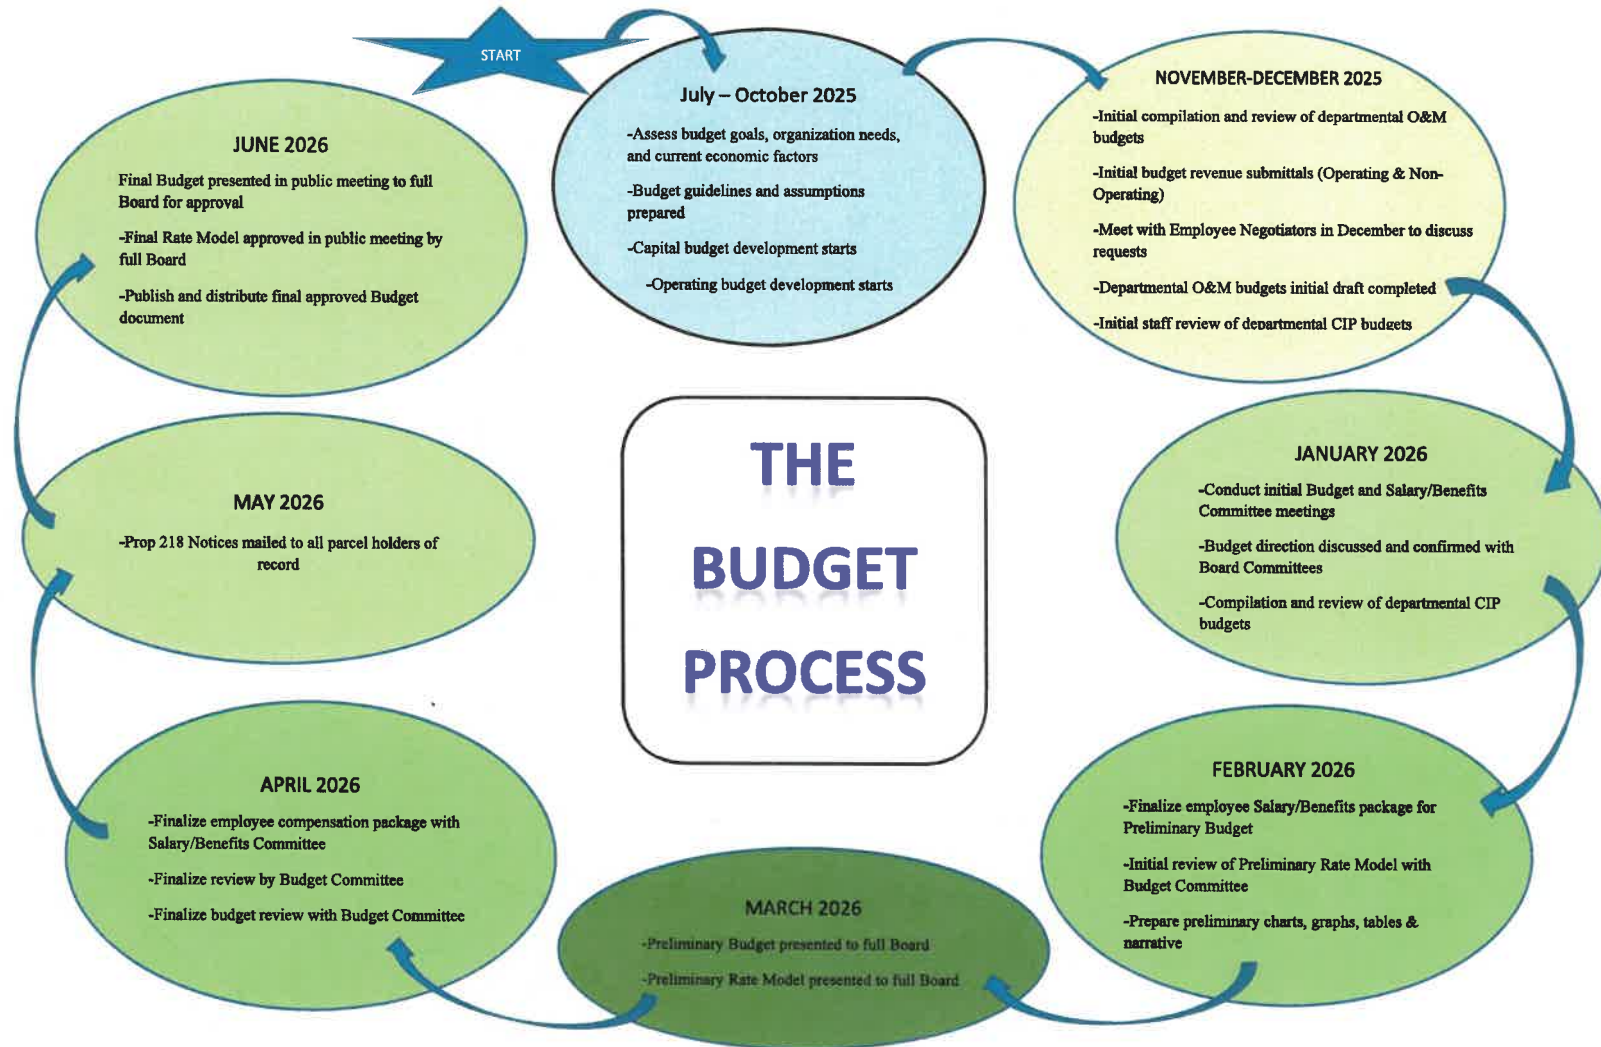 START
July – October 2025
-Assess budget goals, organization needs,
and current economic factors
-Budget guidelines and assumptions
prepared
-Capital budget development starts
-Operating budget development starts
NOVEMBER-DECEMBER 2025
-Initial compilation and review of departmental O&M
budgets
-Initial budget revenue submittals (Operating & Non-
Operating)
-Meet with Employee Negotiators in December to discuss
requests
-Departmental O&M budgets initial draft completed
-Initial staff review of departmental CIP budgets
JANUARY 2026
-Conduct initial Budget and Salary/Benefits
Committee meetings
-Budget direction discussed and confirmed with
Board Committees
-Compilation and review of departmental CIP
budgets
FEBRUARY 2026
-Finalize employee Salary/Benefits package for
Preliminary Budget
-Initial review of Preliminary Rate Model with
Budget Committee
-Prepare preliminary charts, graphs, tables &
narrative
MARCH 2026
-Preliminary Budget presented to full Board
-Preliminary Rate Model presented to full Board
APRIL 2026
-Finalize employee compensation package with
Salary/Benefits Committee
-Finalize review by Budget Committee
-Finalize budget review with Budget Committee
MAY 2026
-Prop 218 Notices mailed to all parcel holders of
record
JUNE 2026
Final Budget presented in public meeting to full
Board for approval
-Final Rate Model approved in public meeting by
full Board
-Publish and distribute final approved Budget
document
THE
BUDGET
PROCESS